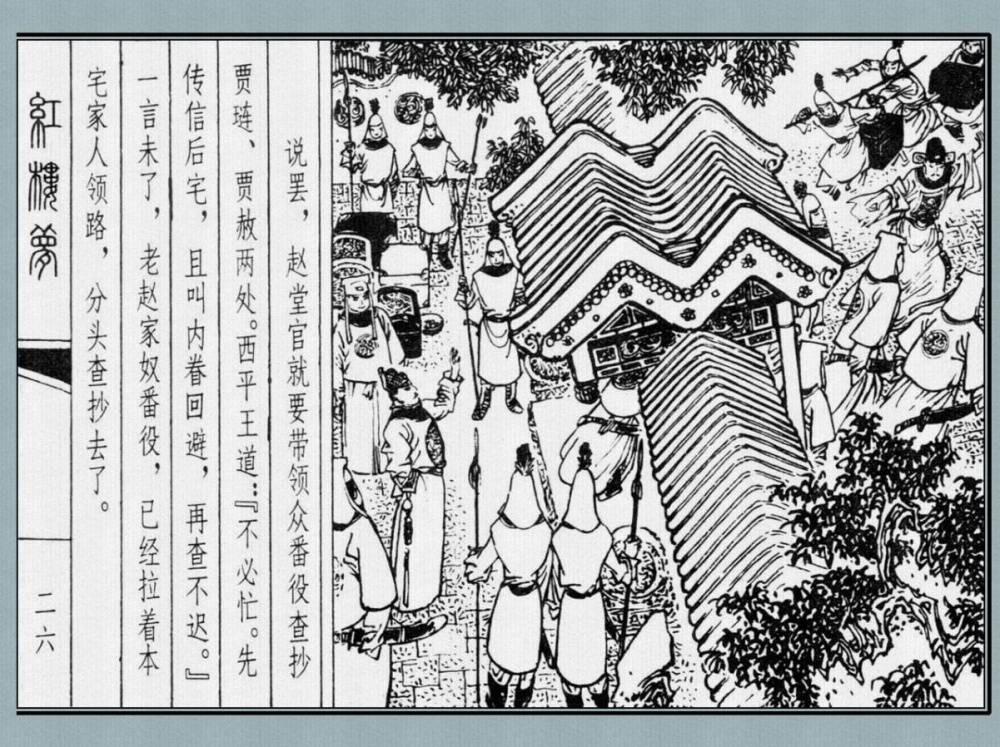 说罢，赵堂官就要带领众番役查抄
贾琏、贾赦两处。西平王道：『不必忙。先
传信后宅，且叫内眷回避，再查不迟。』
一言未了，老赵家奴番役，已经拉着本
宅家人领路，分头查抄去了。
紅樓夢
二六